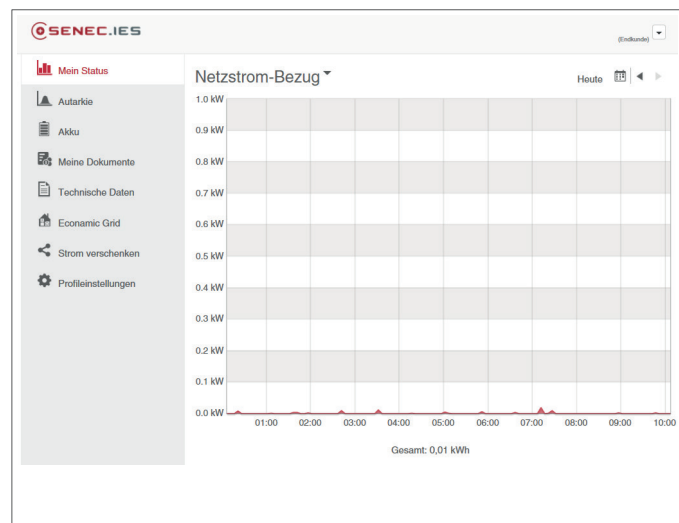 SENEC.IES
(Endkunde)
Mein Status
Autarkie
Akku
Meine Dokumente
Technische Daten
Econamic Grid
Strom verschenken
Profileinstellungen
Netzstrom-Bezug
Heute
1.0 kW
0.9 kW
0.8 kW
0.7 kW
0.6 kW
0.5 kW
0.4 kW
0.3 kW
0.2 kW
0.1 kW
0.0 kW
01:00 02:00 03:00 04:00 05:00 06:00 07:00 08:00 09:00 10:00
Gesamt: 0,01 kWh